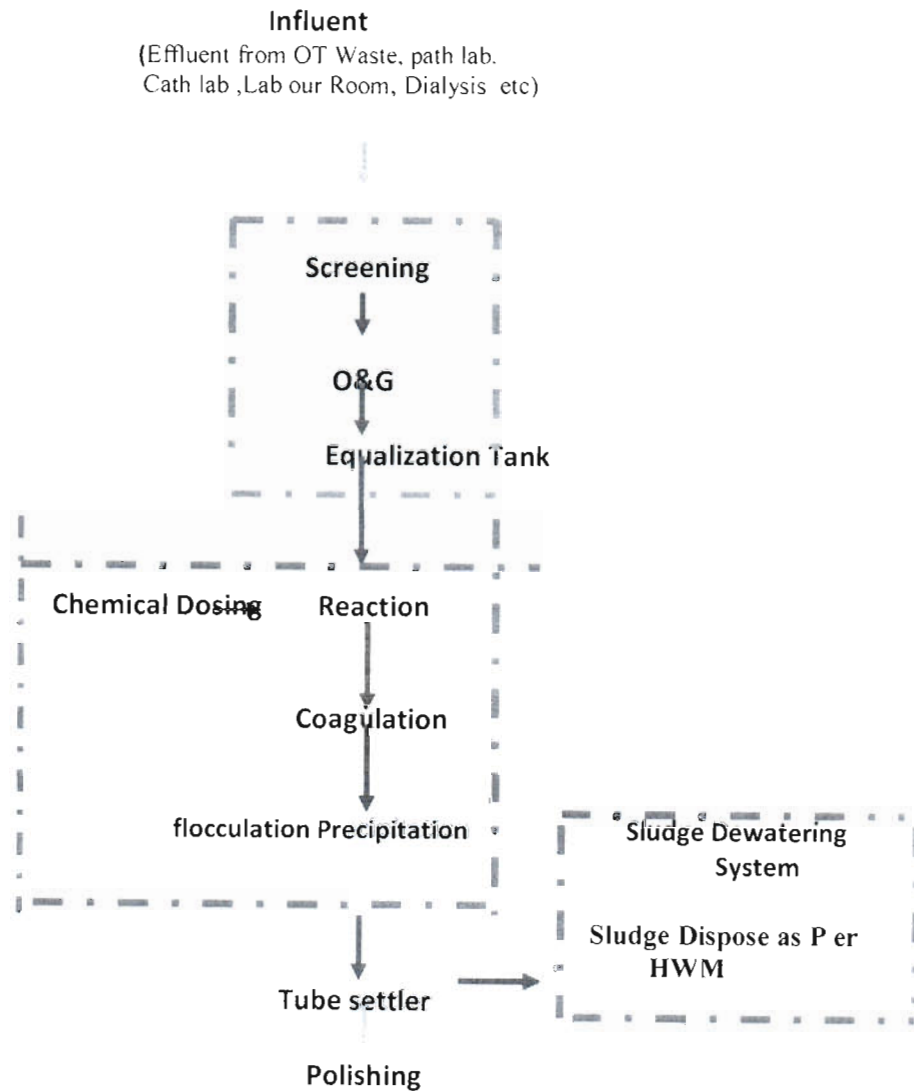 Influent
(Effluent from OT Waste, path lab.
Cath lab ,Lab our Room, Dialysis etc)
Screening
O&G
Equalization Tank
Chemical Dosing Reaction
Coagulation
flocculation Precipitation
Sludge Dewatering
System
Sludge Dispose as P er
HWM
Tube settler
Polishing